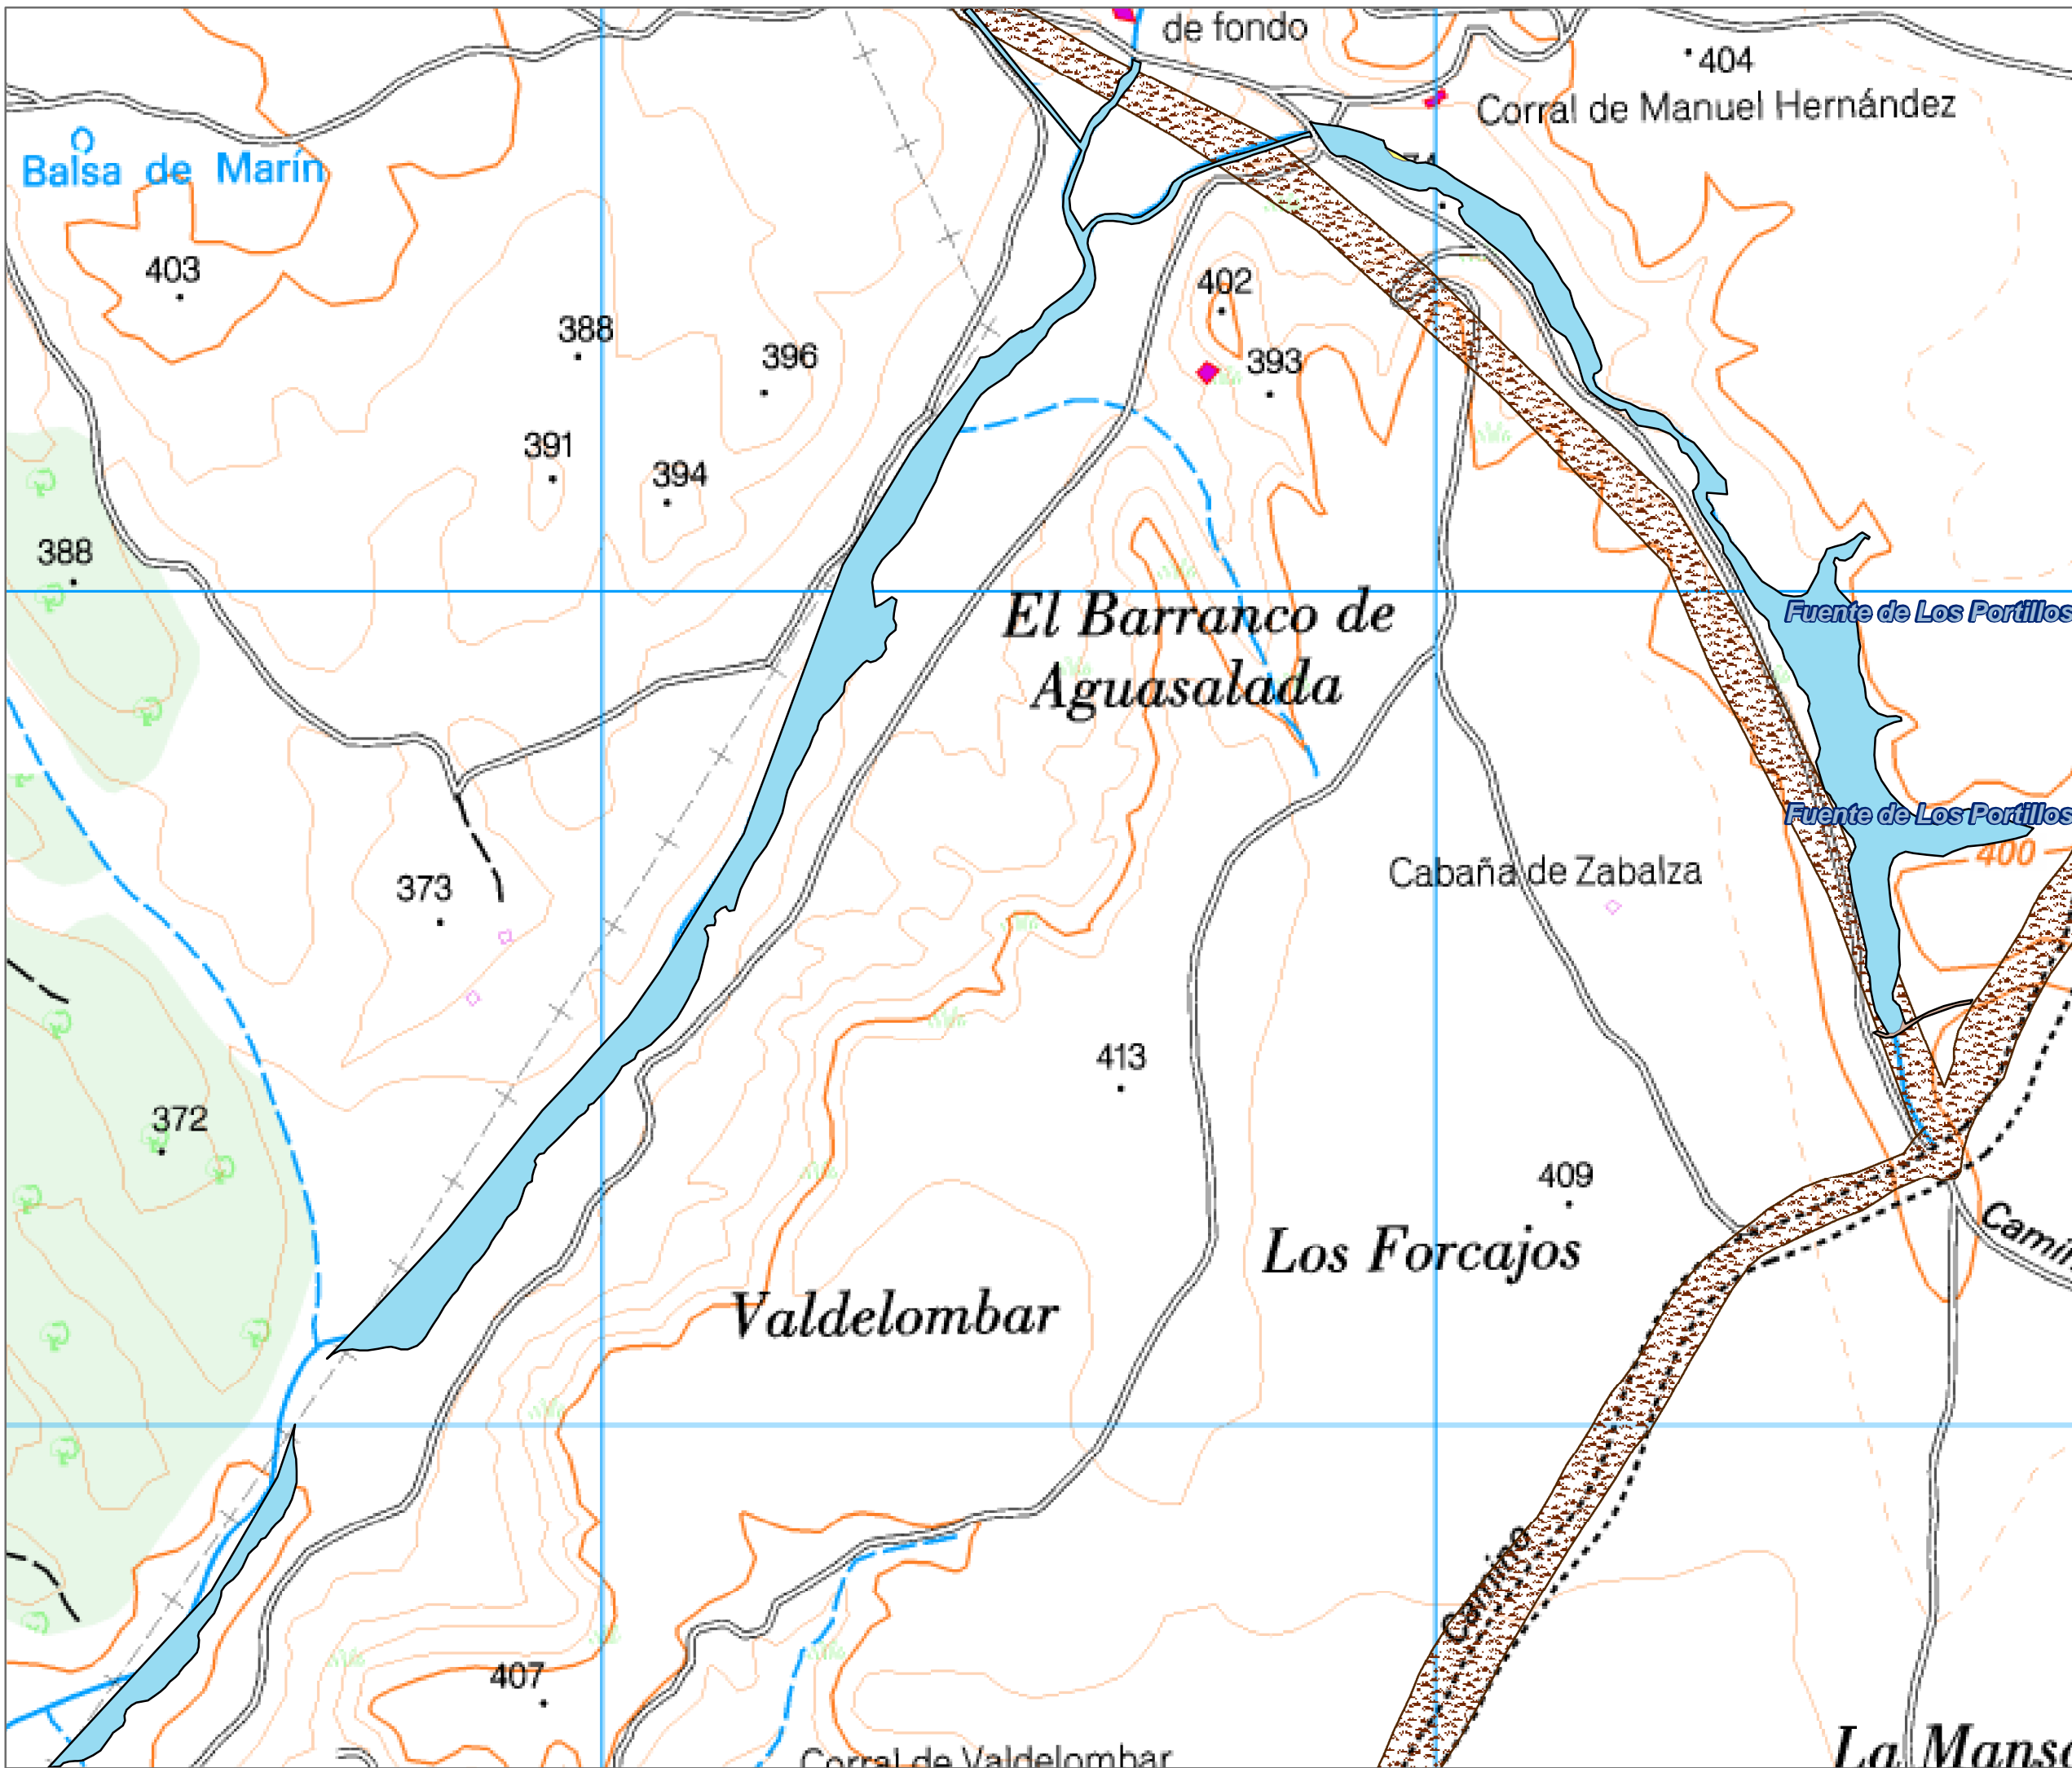 de fondo
404
Corral de Manuel Hernández
Balsa de Marín
403
402
388
396
393
391
394
388
El Barranco de
Aguasalada
Fuente de Los Portillos
Fuente de Los Portillos
400
Cabaña de Zabalza
373
413
372
409
Los Forcajos
Valdelombar
Camino
407
Corral de Valdelombar
La Mans